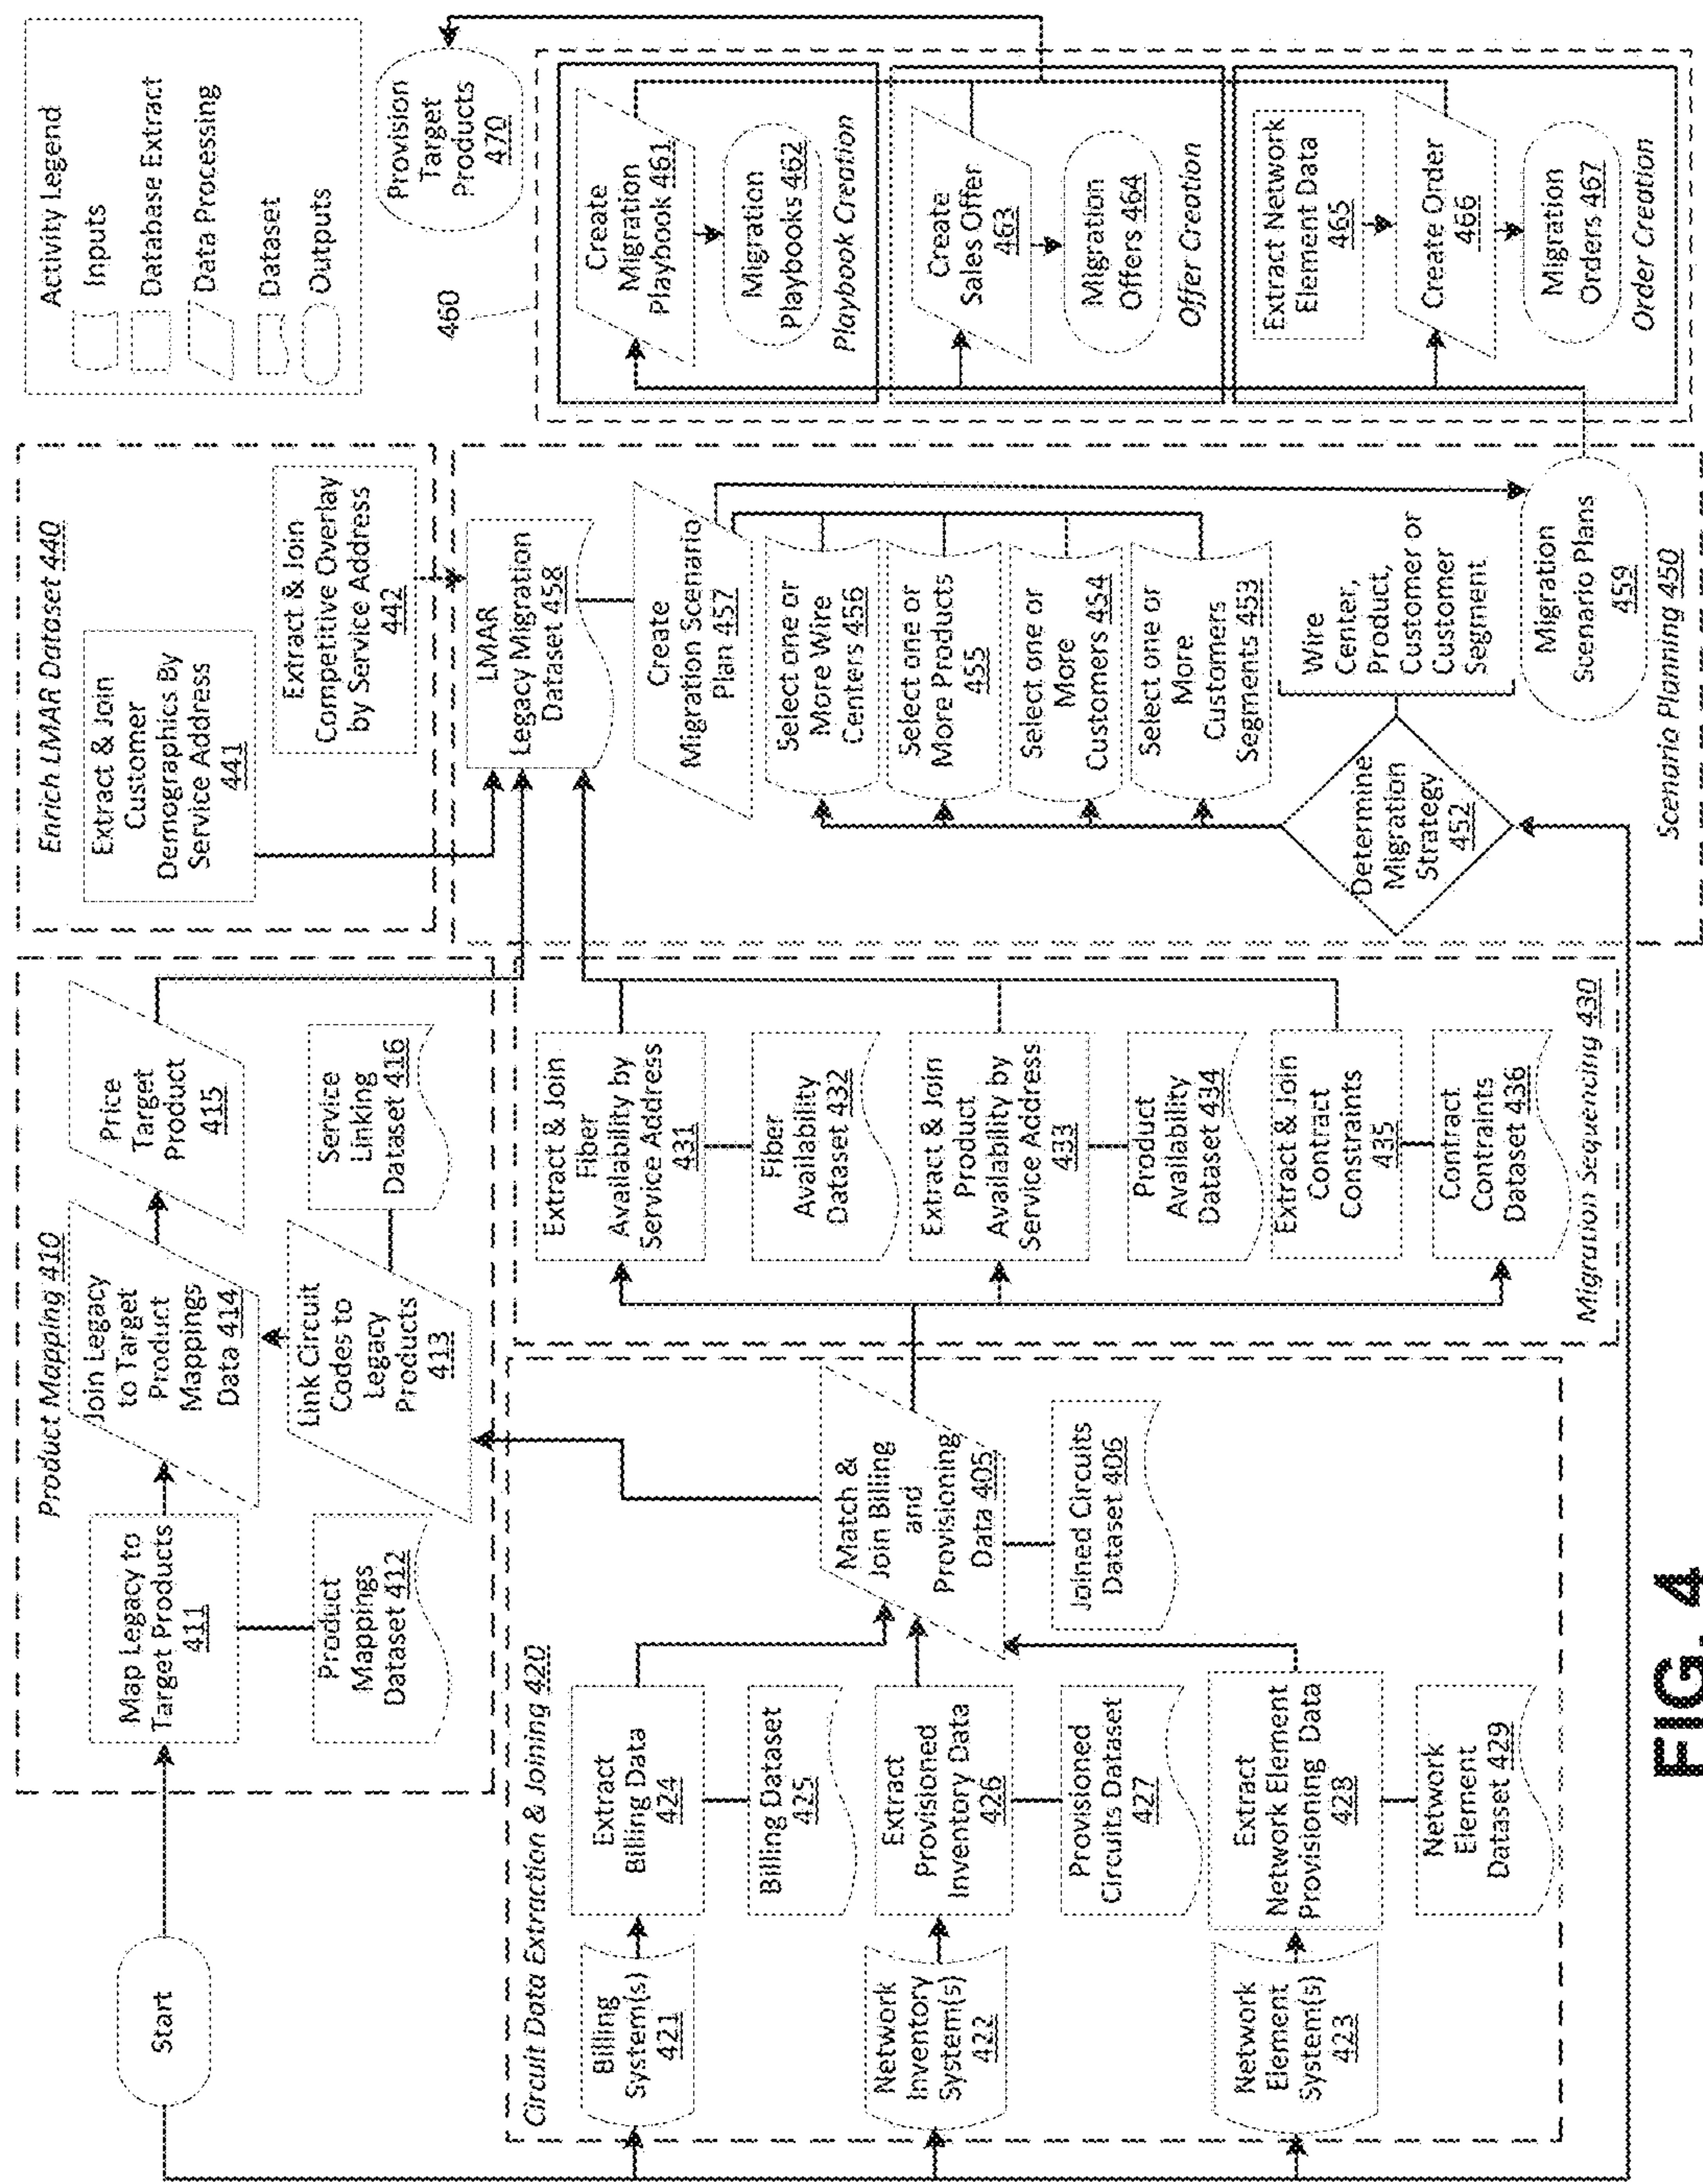 Start
Product Mapping 410
Map Legacy to
Target Products
411
Product
Mappings
Dataset 412
Join Legacy
to Target
Product
Mappings
Data 414
Link Circuit
Codes to
Legacy
Products
413
Price
Target
Product
415
Service
Linking
Dataset 416
Circuit Data Extraction & Joining 420
Billing
System(s)
421
Network
Inventory
System(s)
422
Network
Element
System(s)
423
Extract
Billing Data
424
Billing Dataset
425
Extract
Provisioned
Inventory Data
426
Provisioned
Circuits Dataset
427
Extract
Network Element
Provisioning Data
428
Network
Element
Dataset 429
Match &
Join Billing
and
Provisioning
Data 405
Joined Circuits
Dataset 406
Extract & Join
Fiber
Availability by
Service Address
431
Fiber
Availability
Dataset 432
Extract & Join
Product
Availability by
Service Address
433
Product
Availability
Dataset 434
Extract & Join
Contract
Constraints
435
Contract
Contraints
Dataset 436
Migration Sequencing 430
Enrich LMAR Dataset 440
Extract & Join
Customer
Demographics By
Service Address
441
Extract & Join
Competitive Overlay
by Service Address
442
LMAR
Legacy Migration
Dataset 458
Create
Migration Scenario
Plan 457
Select one or
More Wire
Centers 456
Select one or
More Products
455
Select one or
More
Customers 454
Select one or
More
Customers
Segments 453
Determine
Migration
Strategy
452
Wire
Center,
Product,
Customer or
Customer
Segment
Migration
Scenario Plans
459
Scenario Planning 450
Activity Legend
Inputs
Database Extract
Data Processing
Dataset
Outputs
Provision
Target
Products
470
460
Create
Migration
Playbook 461
Migration
Playbooks 462
Playbook Creation
Create
Sales Offer
463
Migration
Offers 464
Offer Creation
Extract Network
Element Data
465
Create Order
466
Migration
Orders 467
Order Creation
FIG. 4